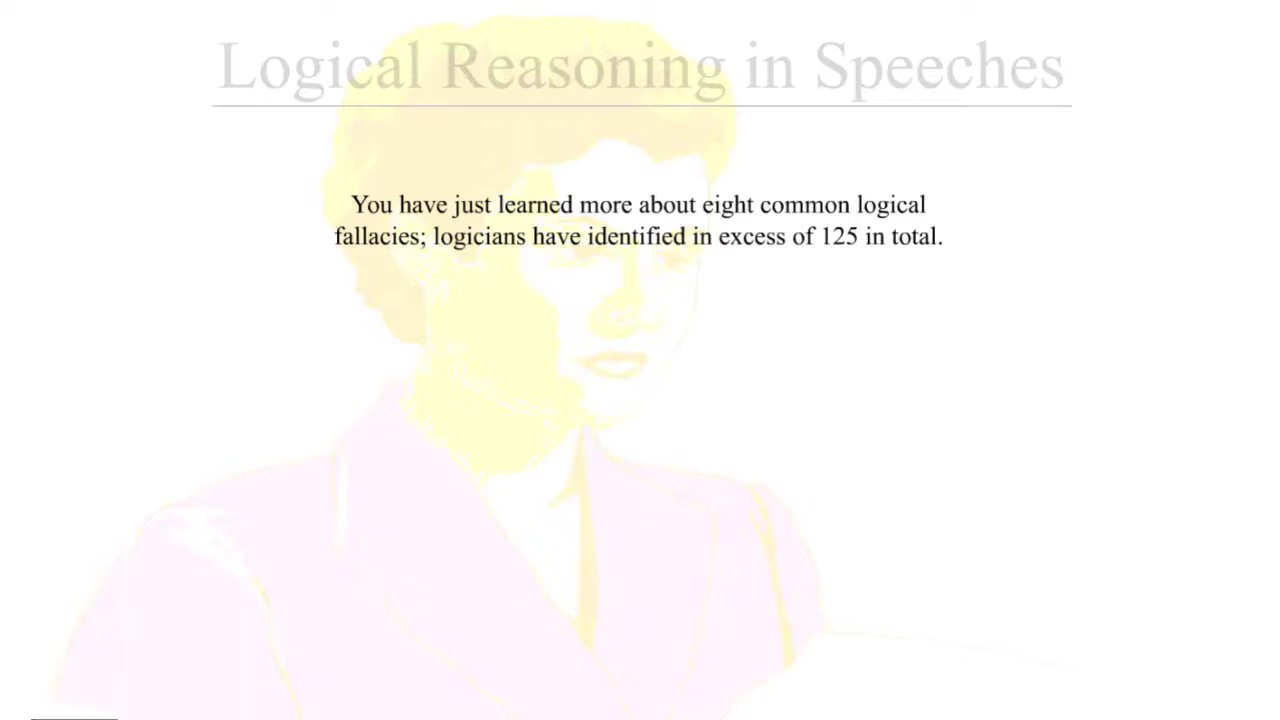 Logical Reasoning in Speeches
You have just learned more about eight common logical
fallacies; logicians have identified in excess of 125 in total.